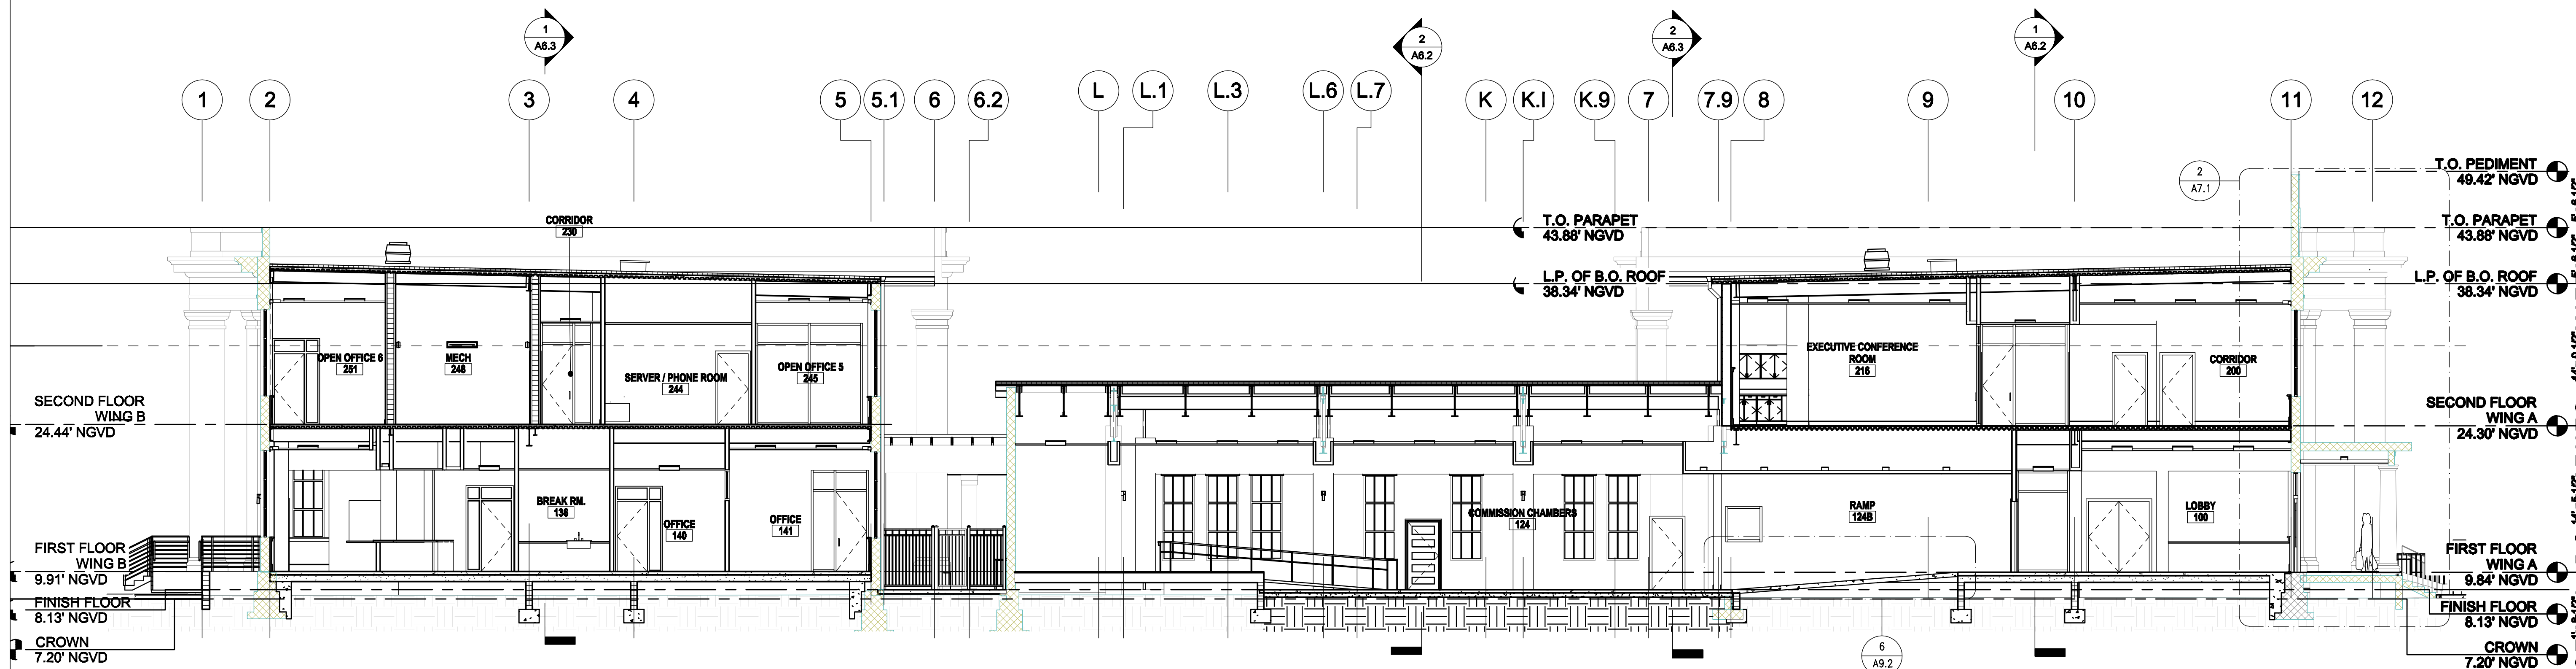 1
A6.3
2
A6.2
2
A6.3
1
A6.2
1
2
3
4
5
5.1
6
6.2
L
L.1
L.3
L.6
L.7
K
K.I
K.9
7
7.9
8
9
10
11
12
2
A7.1
T.O. PEDIMENT
49.42' NGVD
CORRIDOR
230
T.O. PARAPET
43.88' NGVD
T.O. PARAPET
43.88' NGVD
L.P. OF B.O. ROOF
38.34' NGVD
L.P. OF B.O. ROOF
38.34' NGVD
OPEN OFFICE 6
251
MECH
248
SERVER / PHONE ROOM
244
OPEN OFFICE 5
245
EXECUTIVE CONFERENCE
ROOM
216
CORRIDOR
200
SECOND FLOOR
WING B
24.44' NGVD
SECOND FLOOR
WING A
24.30' NGVD
BREAK RM.
136
OFFICE
140
OFFICE
141
COMMISSION CHAMBERS
124
RAMP
124B
LOBBY
100
FIRST FLOOR
WING B
9.91' NGVD
FIRST FLOOR
WING A
9.84' NGVD
FINISH FLOOR
8.13' NGVD
FINISH FLOOR
8.13' NGVD
CROWN
7.20' NGVD
CROWN
7.20' NGVD
6
A9.2